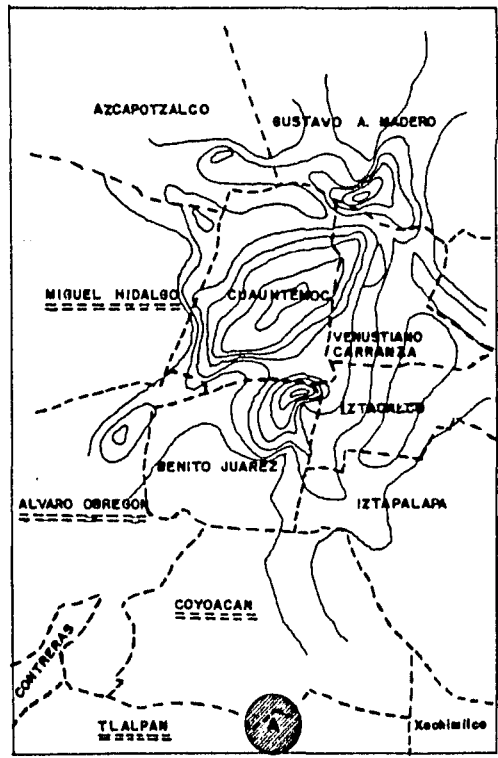 AZCAPOTZALCO
GUSTAVO A. MADERO
MIGUEL HIDALGO
CUAUHTEMOC
VENUSTIANO
CARRANZA
IZTACALCO
BENITO JUAREZ
ALVARO OBREGON
IZTAPALAPA
COYOACAN
CONTRERAS
TLALPAN
A
Xochimilco